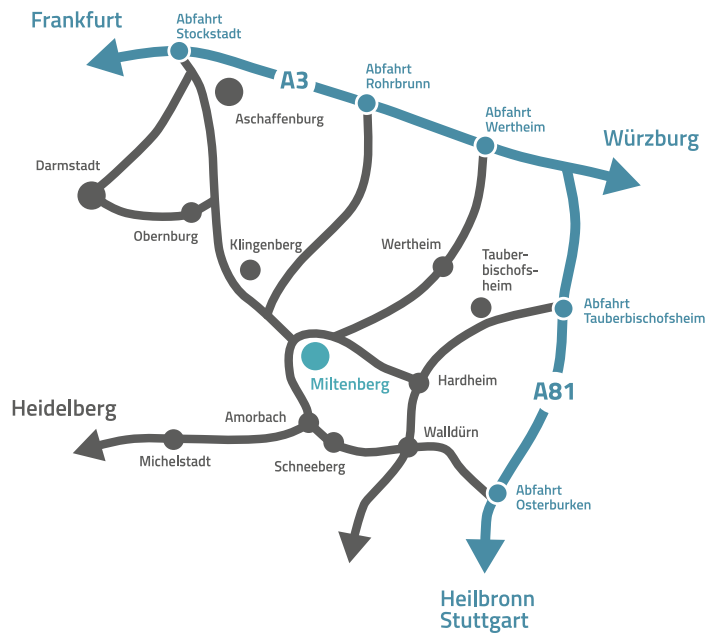 Frankfurt
Abfahrt
Stockstadt
A3
Abfahrt
Rohrbrunn
Aschaffenburg
Abfahrt
Wertheim
Würzburg
Darmstadt
Obernburg
Klingenberg
Wertheim
Tauber-
bischofs-
heim
Abfahrt
Tauberbischofsheim
Miltenberg
Hardheim
A81
Heidelberg
Amorbach
Walldürn
Michelstadt
Schneeberg
Abfahrt
Osterburken
Heilbronn
Stuttgart